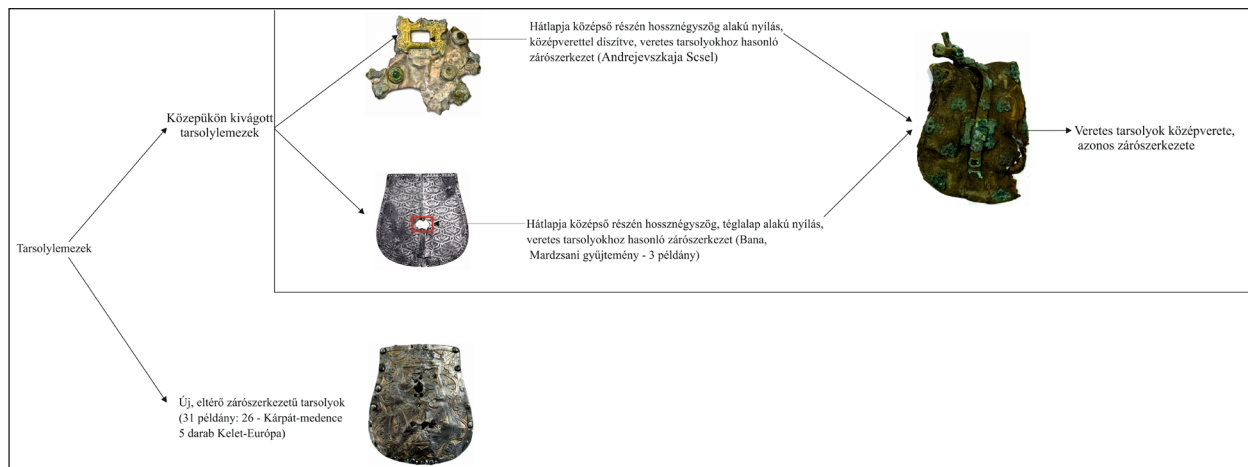 Hátlapja középső részén hossznégyszög alakú nyílás,
középverettel díszítve, veretes tarsolyokhoz hasonló
zárószerkezet (Andrejevszkaja Scsel)
Közepükön kivágott
tarsolylemezek
Veretes tarsolyok középverete,
azonos zárószerkezete
Hátlapja középső részén hossznégyszög, téglalap alakú nyílás,
veretes tarsolyokhoz hasonló zárószerkezet (Bana,
Mardzsani gyűjtemény - 3 példány)
Tarsolylemezek
Új, eltérő zárószerkezetű tarsolyok
(31 példány: 26 - Kárpát-medence
5 darab Kelet-Európa)